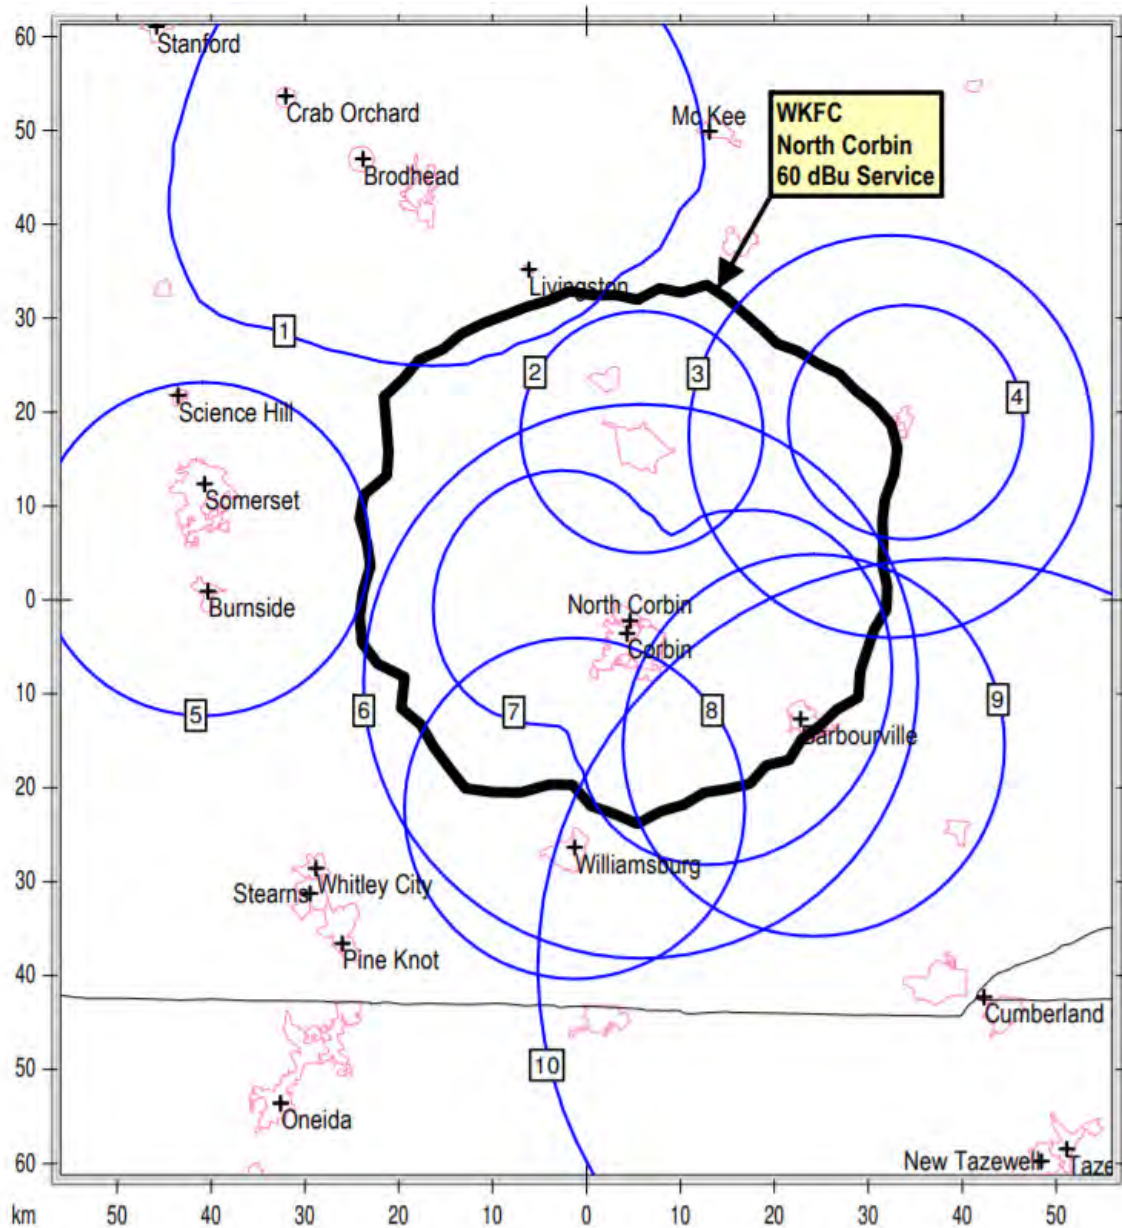 60
Stanford
Crab Orchard
50
Mc Kee
WKFC
North Corbin
60 dBu Service
Brodhead
40
Livingston
30
1
2
3
4
20
Science Hill
10
Somerset
0
Burnside
North Corbin
Corbin
10
5
6
7
8
9
Barbourville
20
Williamsburg
30
Whitley City
Stearns
Pine Knot
40
Cumberland
50
10
Oneida
60
New Tazewell
Taze
km
50
40
30
20
10
0
10
20
30
40
50